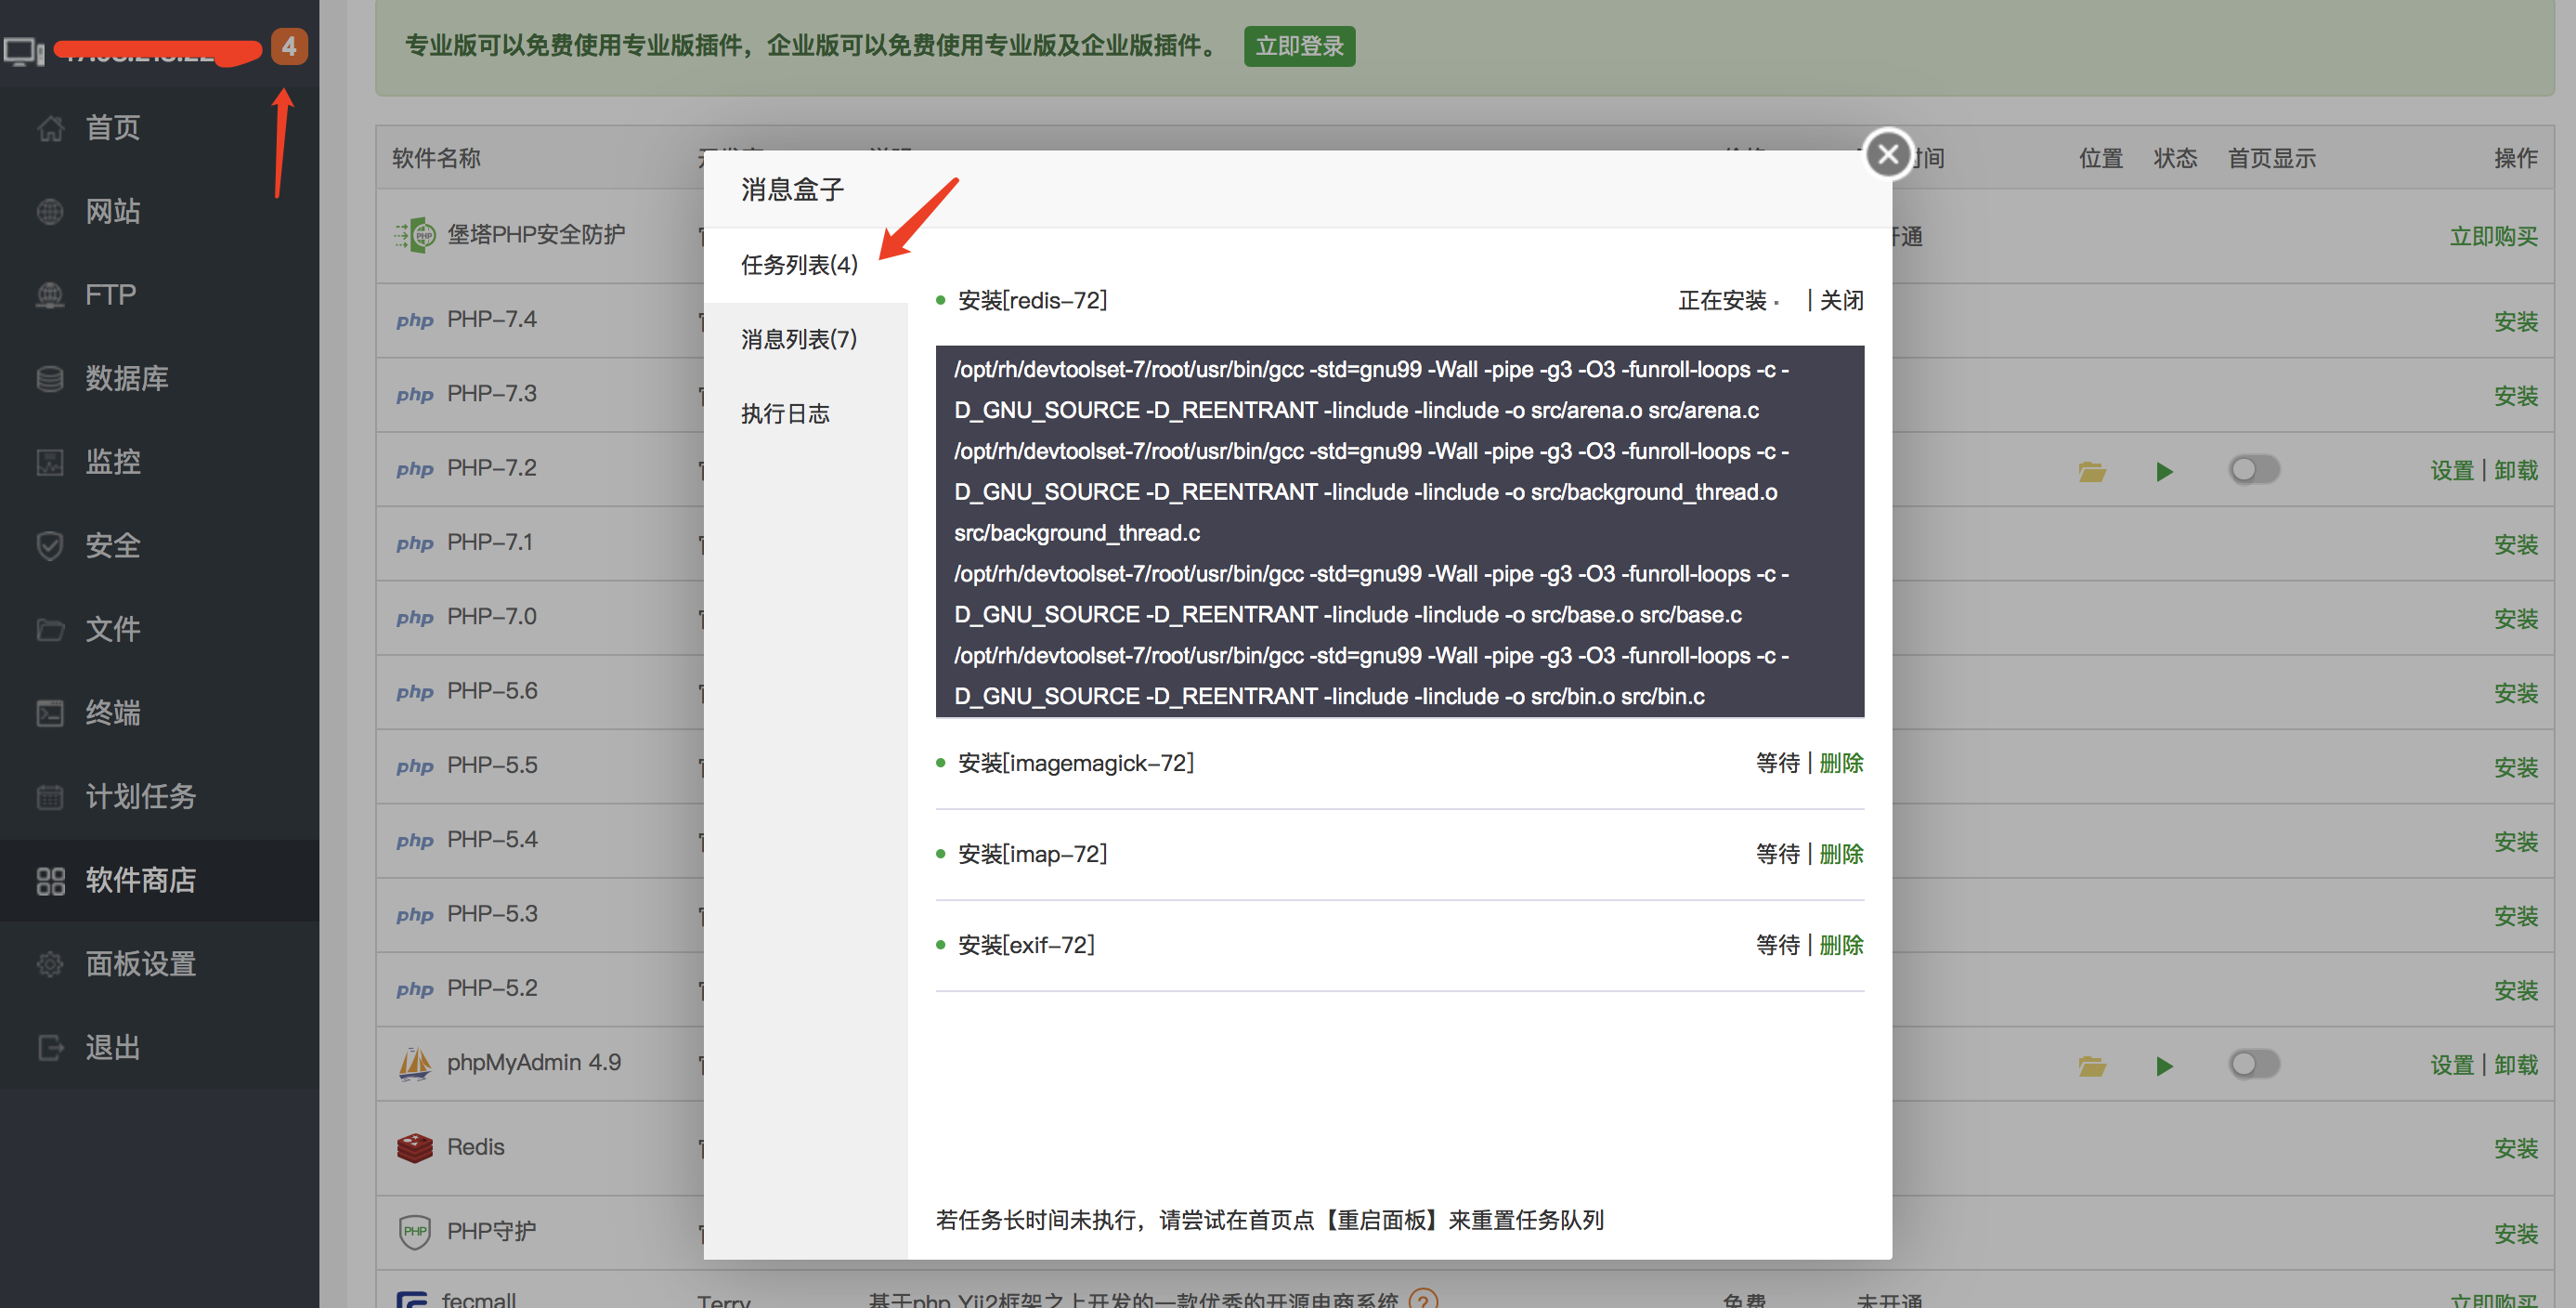 4
首页
网站
FTP
数据库
监控
安全
文件
终端
计划任务
软件商店
面板设置
退出
专业版可以免费使用专业版插件，企业版可以免费使用专业版及企业版插件。 立即登录
软件名称 位置 状态 首页显示 操作
堡塔PHP安全防护 立即购买
php PHP-7.4 安装
php PHP-7.3 安装
php PHP-7.2 设置 | 卸载
php PHP-7.1 安装
php PHP-7.0 安装
php PHP-5.6 安装
php PHP-5.5 安装
php PHP-5.4 安装
php PHP-5.3 安装
php PHP-5.2 安装
phpMyAdmin 4.9 设置 | 卸载
Redis 安装
PHP PHP守护 安装
fecmall Terry 基于php Yii2框架之上开发的一款优秀的开源电商系统 ? 免费 未开通 立即购买
消息盒子
任务列表(4)
消息列表(7)
执行日志
安装[redis-72] 正在安装 . | 关闭
/opt/rh/devtoolset-7/root/usr/bin/gcc -std=gnu99 -Wall -pipe -g3 -O3 -funroll-loops -c -
D_GNU_SOURCE -D_REENTRANT -Iinclude -Iinclude -o src/arena.o src/arena.c
/opt/rh/devtoolset-7/root/usr/bin/gcc -std=gnu99 -Wall -pipe -g3 -O3 -funroll-loops -c -
D_GNU_SOURCE -D_REENTRANT -Iinclude -Iinclude -o src/background_thread.o
src/background_thread.c
/opt/rh/devtoolset-7/root/usr/bin/gcc -std=gnu99 -Wall -pipe -g3 -O3 -funroll-loops -c -
D_GNU_SOURCE -D_REENTRANT -Iinclude -Iinclude -o src/base.o src/base.c
/opt/rh/devtoolset-7/root/usr/bin/gcc -std=gnu99 -Wall -pipe -g3 -O3 -funroll-loops -c -
D_GNU_SOURCE -D_REENTRANT -Iinclude -Iinclude -o src/bin.o src/bin.c
安装[imagemagick-72] 等待 | 删除
安装[imap-72] 等待 | 删除
安装[exif-72] 等待 | 删除
若任务长时间未执行，请尝试在首页点【重启面板】来重置任务队列